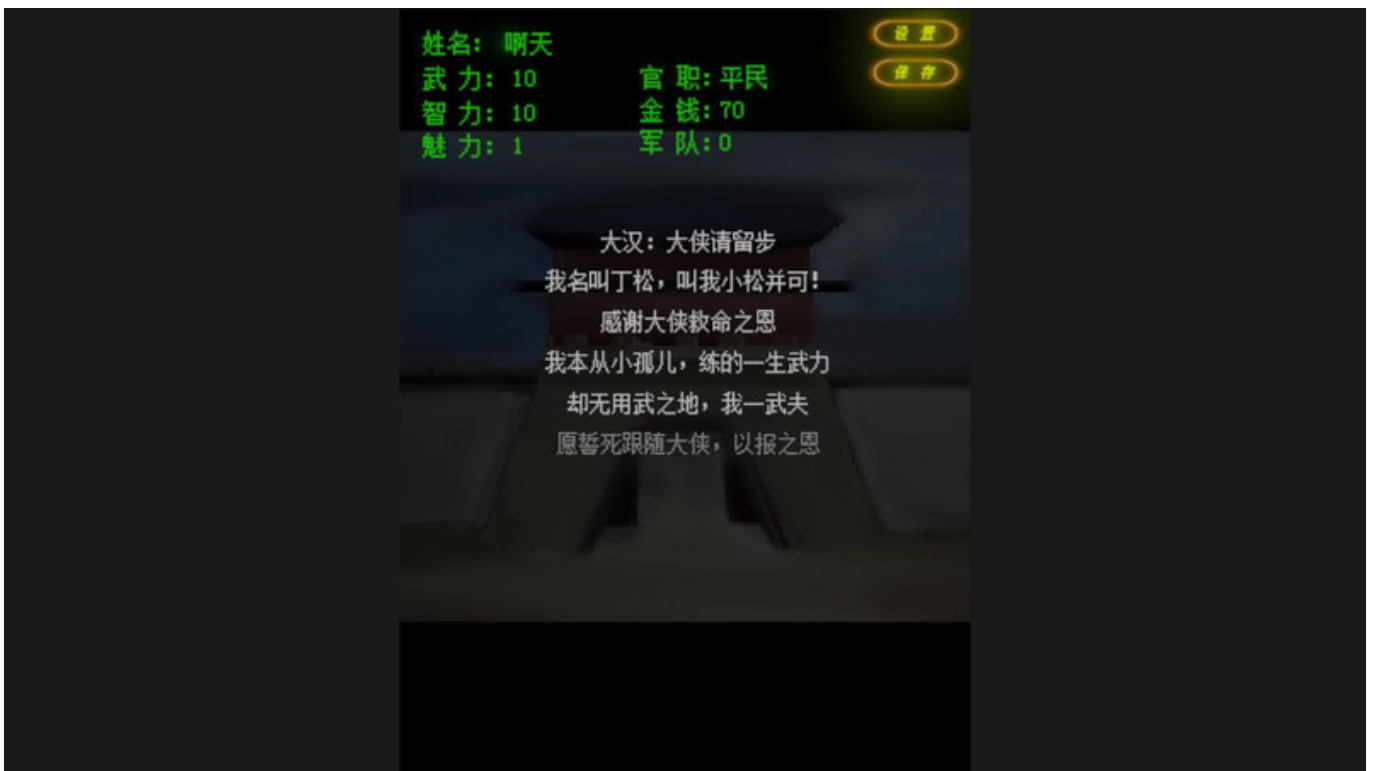 姓名: 啊天
设 置
武 力: 10
官 职: 平民
保 存
智 力: 10
金 钱: 70
魅 力: 1
军 队: 0
大汉: 大侠请留步
我名叫丁松，叫我小松并可!
感谢大侠救命之恩
我本从小孤儿，练的一生武力
却无用武之地，我一武夫
愿誓死跟随大侠，以报之恩